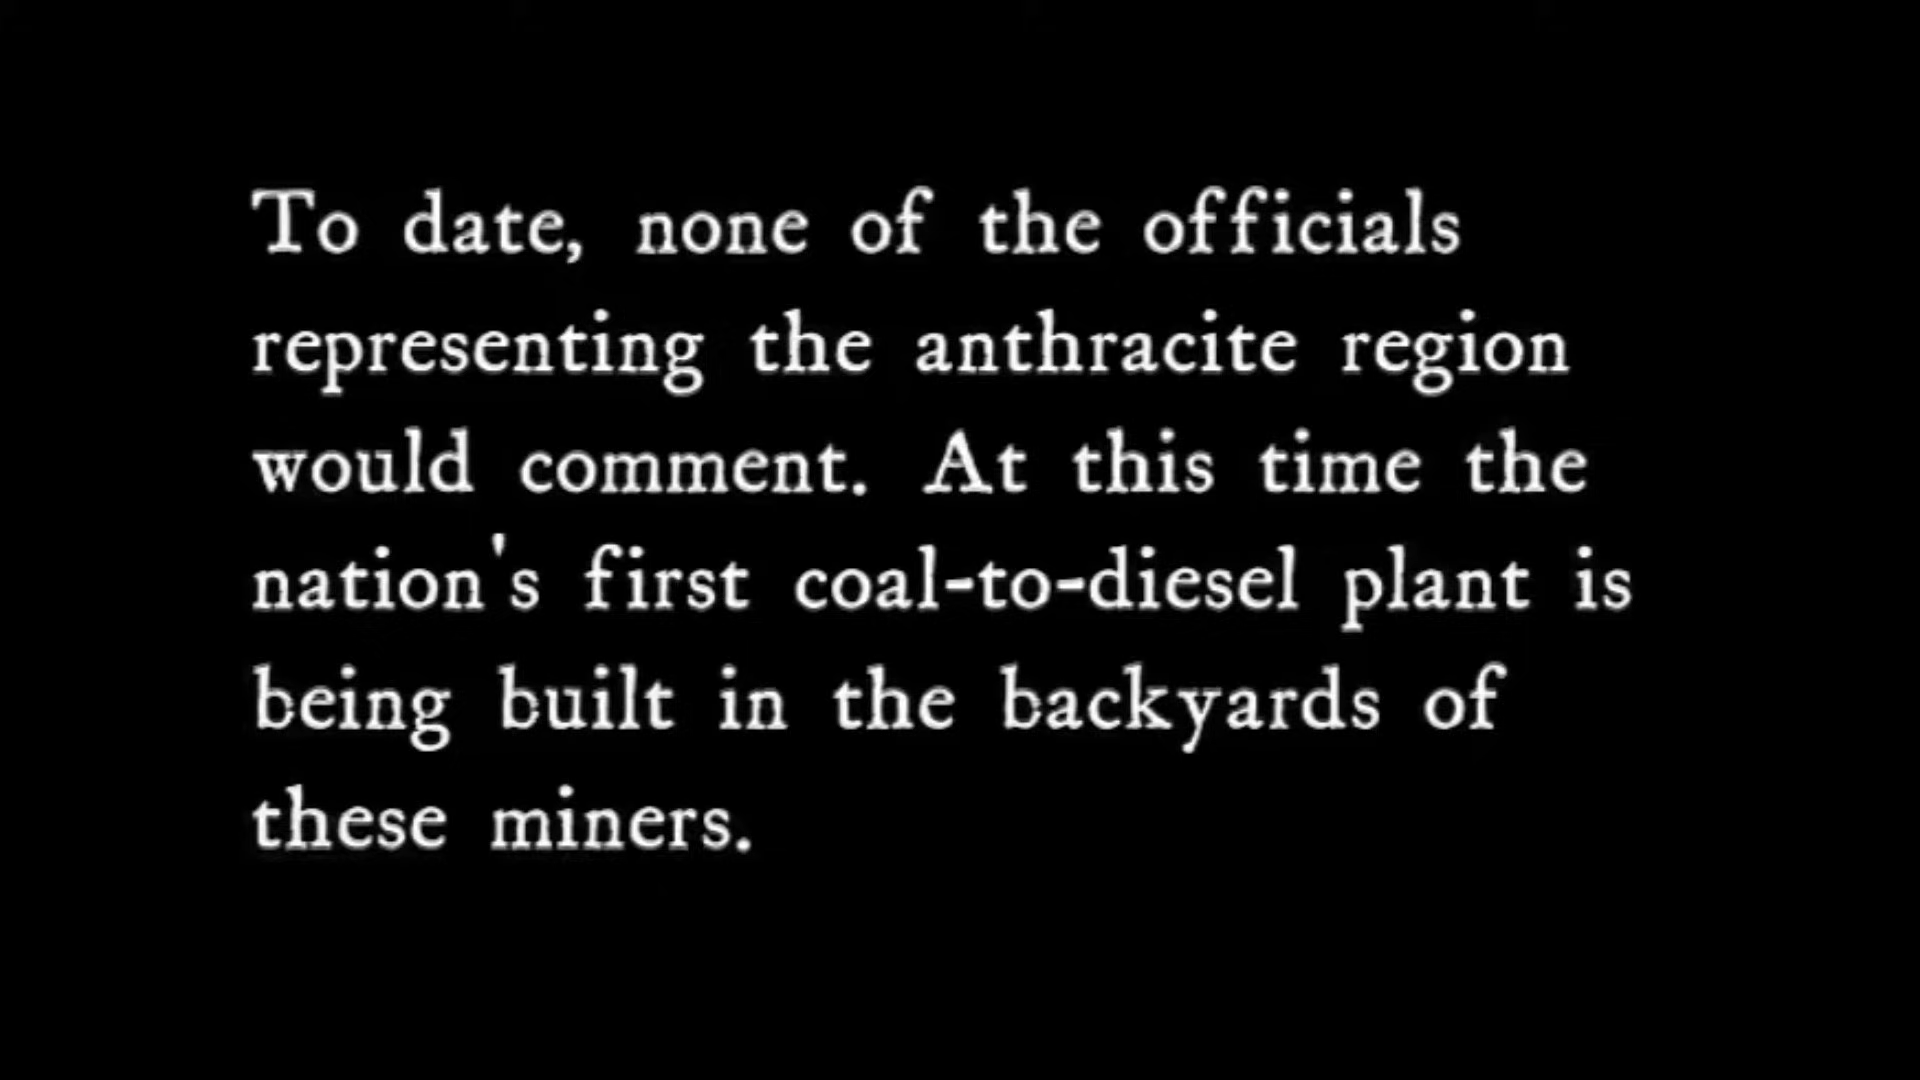 To date, none of the officials
representing the anthracite region
would comment. At this time the
nation's first coal-to-diesel plant is
being built in the backyards of
these miners.